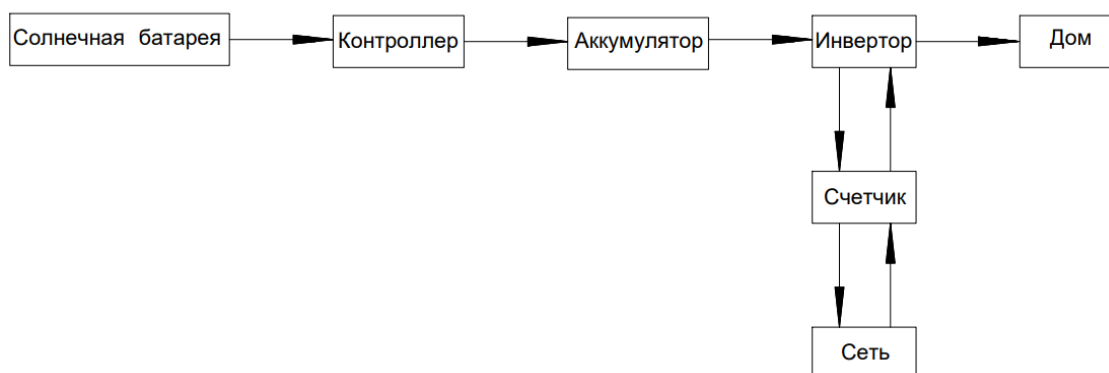 Солнечная батарея
Контроллер
Аккумулятор
Инвертор
Дом
Счетчик
Сеть